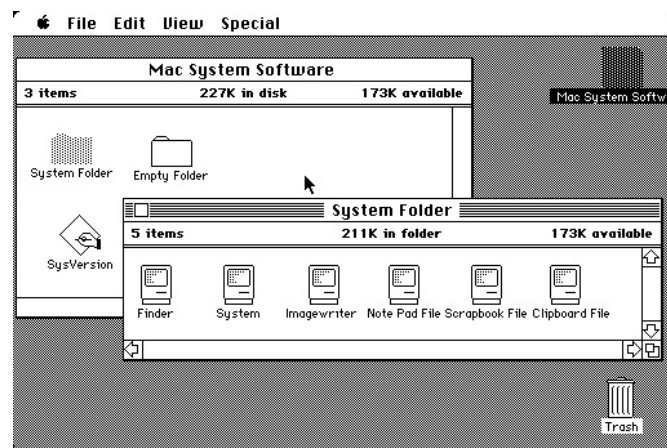 File Edit View Special
Mac System Software
3 items 227K in disk 173K available
Mac System Softw
System Folder
Empty Folder
SysVersion
System Folder
5 items 211K in folder 173K available
Finder System Imagewriter Note Pad File Scrapbook File Clipboard File
Trash